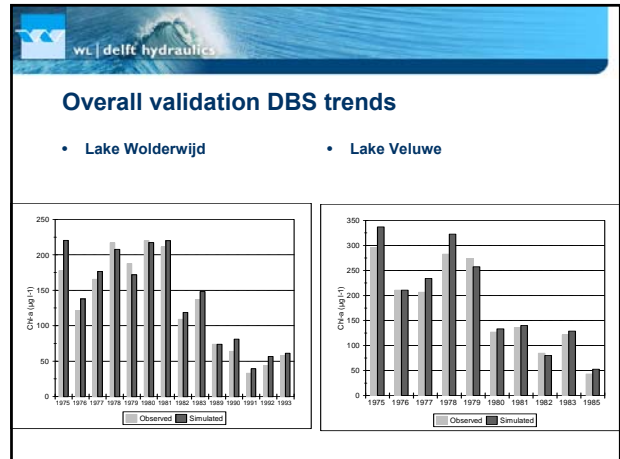 WL | delft hydraulics
Overall validation DBS trends
• Lake Wolderwijd
• Lake Veluwe
250
200
150
100
50
0
Chl-a (µg l-1)
1975 1976 1977 1978 1979 1980 1981 1982 1983 1989 1990 1991 1992 1993
Observed Simulated
350
300
250
200
150
100
50
0
Chl-a (µg l-1)
1975 1976 1977 1978 1979 1980 1981 1982 1983 1985
Observed Simulated